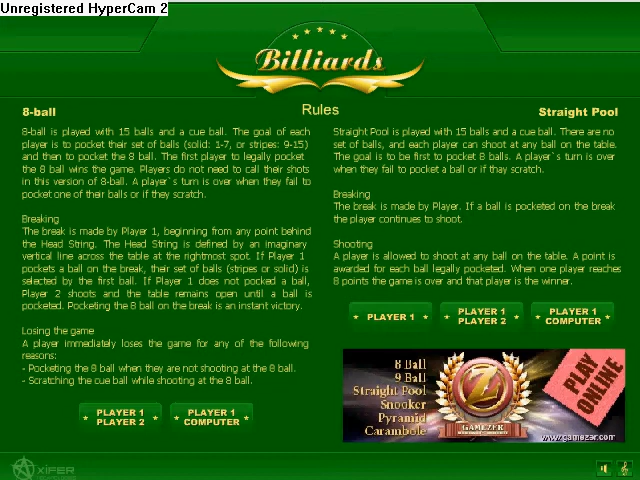 Unregistered HyperCam 2
Billiards
Rules
8-ball
8-ball is played with 15 balls and a cue ball. The goal of each
player is to pocket their set of balls (solid: 1-7, or stripes: 9-15)
and then to pocket the 8 ball. The first player to legally pocket
the 8 ball wins the game. Players do not need to call their shots
in this version of 8-ball. A player`s turn is over when they fail to
pocket one of their balls or if they scratch.
Breaking
The break is made by Player 1, beginning from any point behind
the Head String. The Head String is defined by an imaginary
vertical line across the table at the rightmost spot. If Player 1
pockets a ball on the break, their set of balls (stripes or solid) is
selected by the first ball. If Player 1 does not pocked a ball,
Player 2 shoots and the table remains open until a ball is
pocketed. Pocketing the 8 ball on the break is an instant victory.
Losing the game
A player immediately loses the game for any of the following
reasons:
- Pocketing the 8 ball when they are not shooting at the 8 ball.
- Scratching the cue ball while shooting at the 8 ball.
PLAYER 1
PLAYER 2
PLAYER 1
COMPUTER
Straight Pool
Straight Pool is played with 15 balls and a cue ball. There are no
set of balls, and each player can shoot at any ball on the table.
The goal is to be first to pocket 8 balls. A player`s turn is over
when they fail to pocket a ball or if thay scratch.
Breaking
The break is made by Player. If a ball is pocketed on the break
the player continues to shoot.
Shooting
A player is allowed to shoot at any ball on the table. A point is
awarded for each ball legally pocketed. When one player reaches
8 points the game is over and that player is the winner.
PLAYER 1
PLAYER 1
PLAYER 2
PLAYER 1
COMPUTER
8 Ball
9 Ball
Straight Pool
Snooker
Pyramid
Carambole
Z
GAMEZER
PLAY
ONLINE
www.gamezer.com
AXIFER